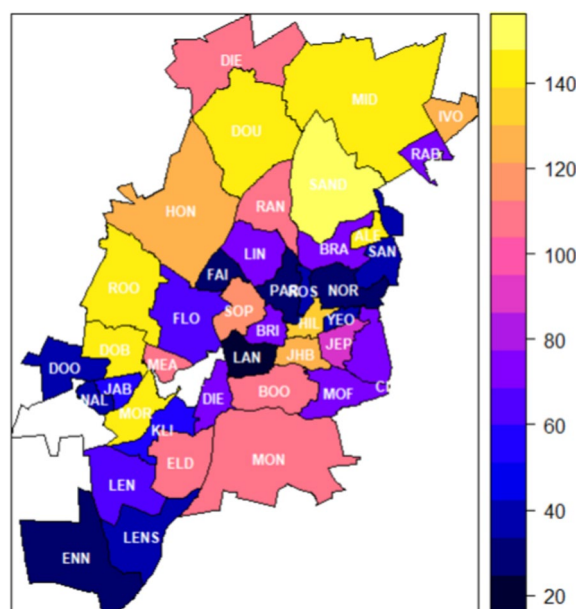 DIE
MID
DOU
IVO
RAB
SAND
HON
RAN
ALE
LIN
BRA
SAN
FAI
PAR
ROS
NOR
ROO
SOP
FLO
HIL
YEO
BRI
DOB
JEP
MEA
LAN
JHB
DOO
JAB
NAL
DIE
BOO
MOF
MOR
KLI
ELD
MON
LEN
LENS
ENN
140
120
100
80
60
40
20